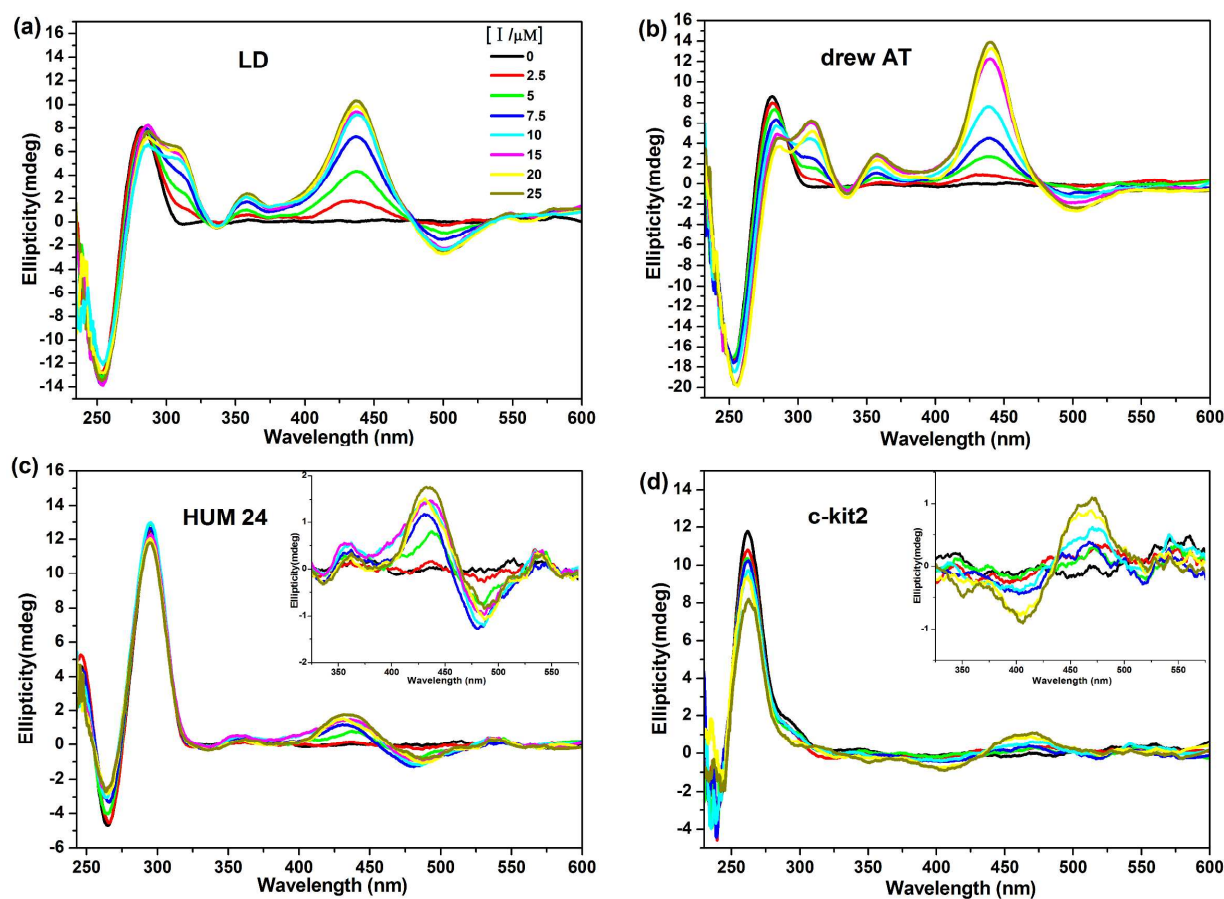 (a)
LD
[ I /μM]
0
2.5
5
7.5
10
15
20
25
Ellipticity(mdeg)
16
14
12
10
8
6
4
2
0
-2
-4
-6
-8
-10
-12
-14
250 300 350 400 450 500 550 600
Wavelength (nm)
(b)
drew AT
Ellipticity(mdeg)
16
14
12
10
8
6
4
2
0
-2
-4
-6
-8
-10
-12
-14
-16
-18
-20
250 300 350 400 450 500 550 600
Wavelength (nm)
(c)
HUM 24
Ellipticity(mdeg)
16
14
12
10
8
6
4
2
0
-2
-4
-6
250 300 350 400 450 500 550 600
Wavelength (nm)
Ellipticity(mdeg)
2
1
0
-1
-2
350 400 450 500 550
Wavelength (nm)
(d)
c-kit2
Ellipticity(mdeg)
14
12
10
8
6
4
2
0
-2
-4
250 300 350 400 450 500 550 600
Wavelength (nm)
Ellipticity(mdeg)
1
0
-1
350 400 450 500 550
Wavelength (nm)